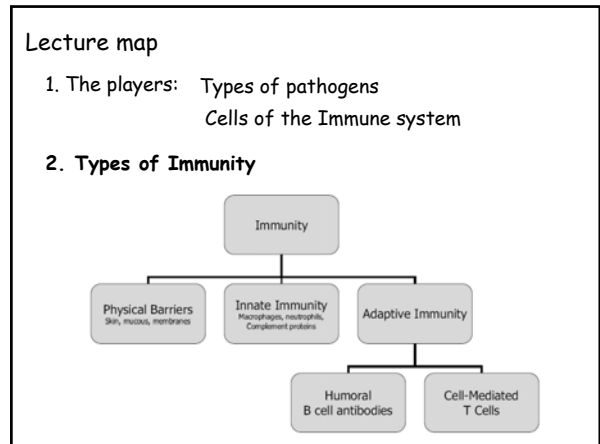 Lecture map
1. The players: Types of pathogens
Cells of the Immune system
2. Types of Immunity
Immunity
Physical Barriers
Skin, mucous, membranes
Innate Immunity
Macrophages, neutrophils,
Complement proteins
Adaptive Immunity
Humoral
B cell antibodies
Cell-Mediated
T Cells